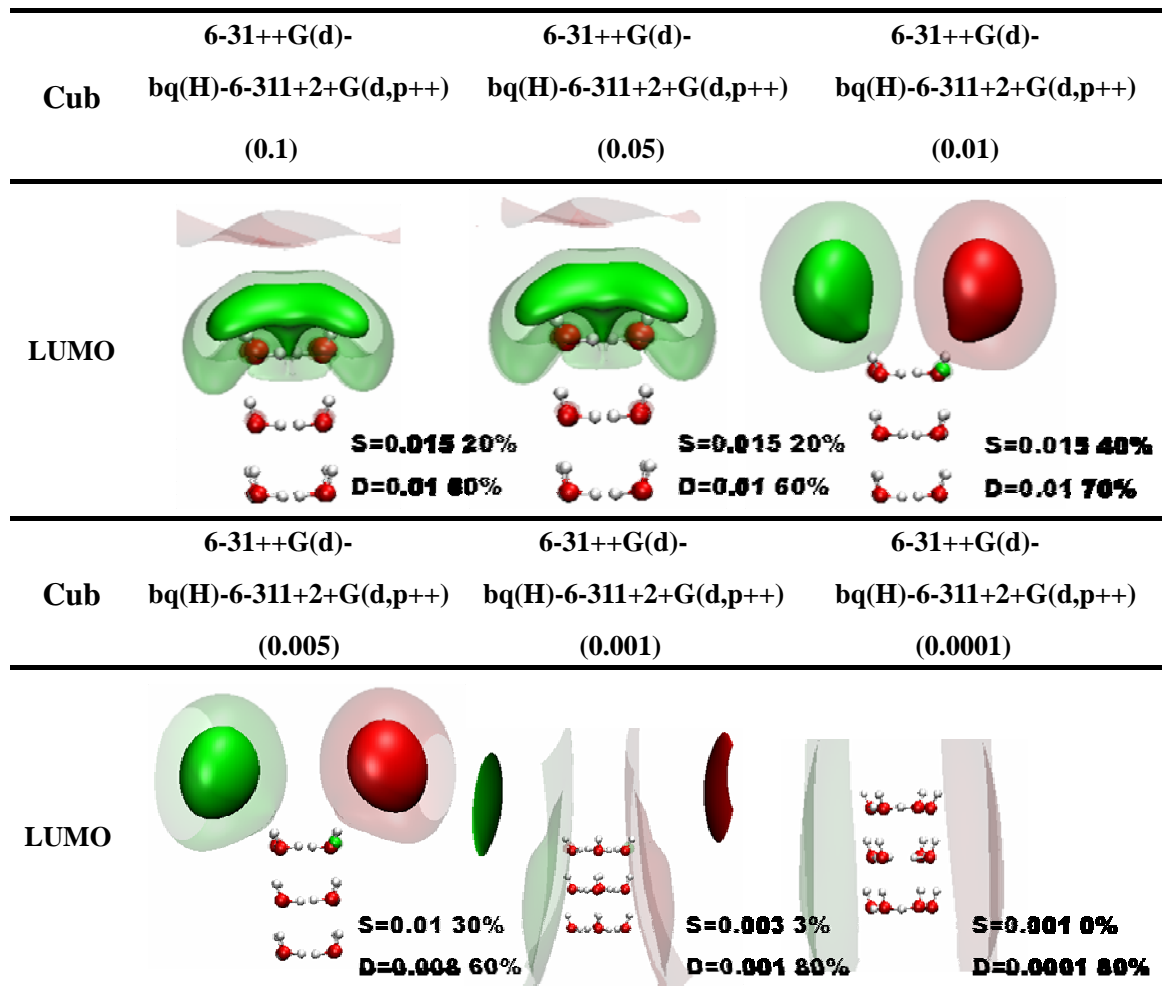 6-31++G(d)- 6-31++G(d)- 6-31++G(d)-
Cub bq(H)-6-311+2+G(d,p++) bq(H)-6-311+2+G(d,p++) bq(H)-6-311+2+G(d,p++)
(0.1) (0.05) (0.01)
LUMO
S=0.015 20% S=0.015 20% S=0.015 40%
D=0.01 60% D=0.01 60% D=0.01 70%
6-31++G(d)- 6-31++G(d)- 6-31++G(d)-
Cub bq(H)-6-311+2+G(d,p++) bq(H)-6-311+2+G(d,p++) bq(H)-6-311+2+G(d,p++)
(0.005) (0.001) (0.0001)
LUMO
S=0.01 30% S=0.003 3% S=0.001 0%
D=0.008 60% D=0.001 80% D=0.0001 80%